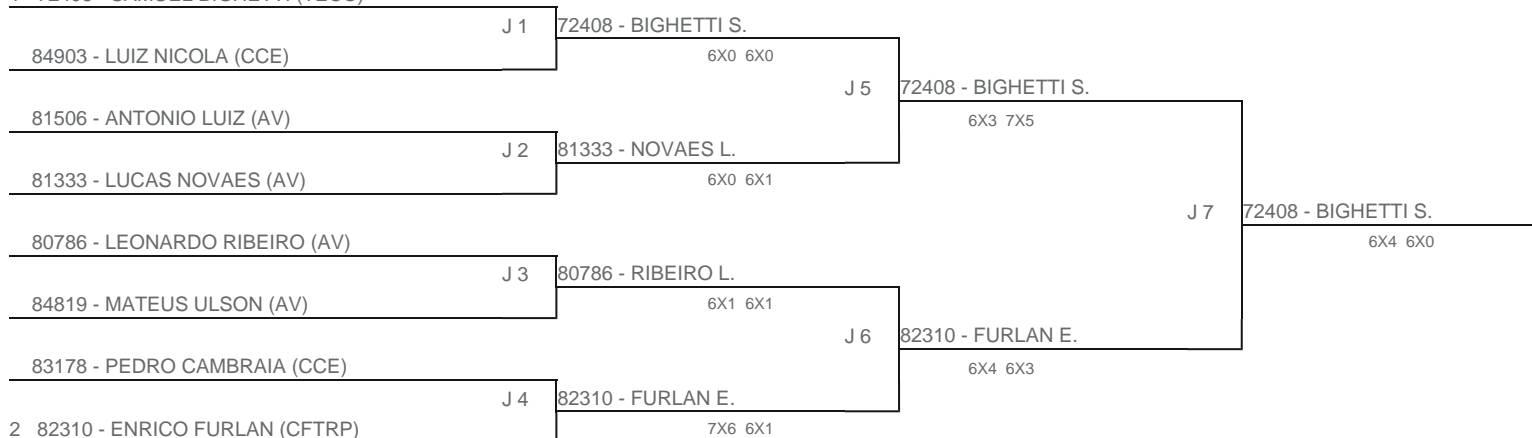 J 1
72408 - BIGHETTI S.
84903 - LUIZ NICOLA (CCE)
6X0 6X0
J 5
72408 - BIGHETTI S.
81506 - ANTONIO LUIZ (AV)
6X3 7X5
J 2
81333 - NOVAES L.
81333 - LUCAS NOVAES (AV)
6X0 6X1
J 7
72408 - BIGHETTI S.
80786 - LEONARDO RIBEIRO (AV)
6X4 6X0
J 3
80786 - RIBEIRO L.
84819 - MATEUS ULSON (AV)
6X1 6X1
J 6
82310 - FURLAN E.
83178 - PEDRO CAMBRAIA (CCE)
6X4 6X3
J 4
82310 - FURLAN E.
2 82310 - ENRICO FURLAN (CFTRP)
7X6 6X1